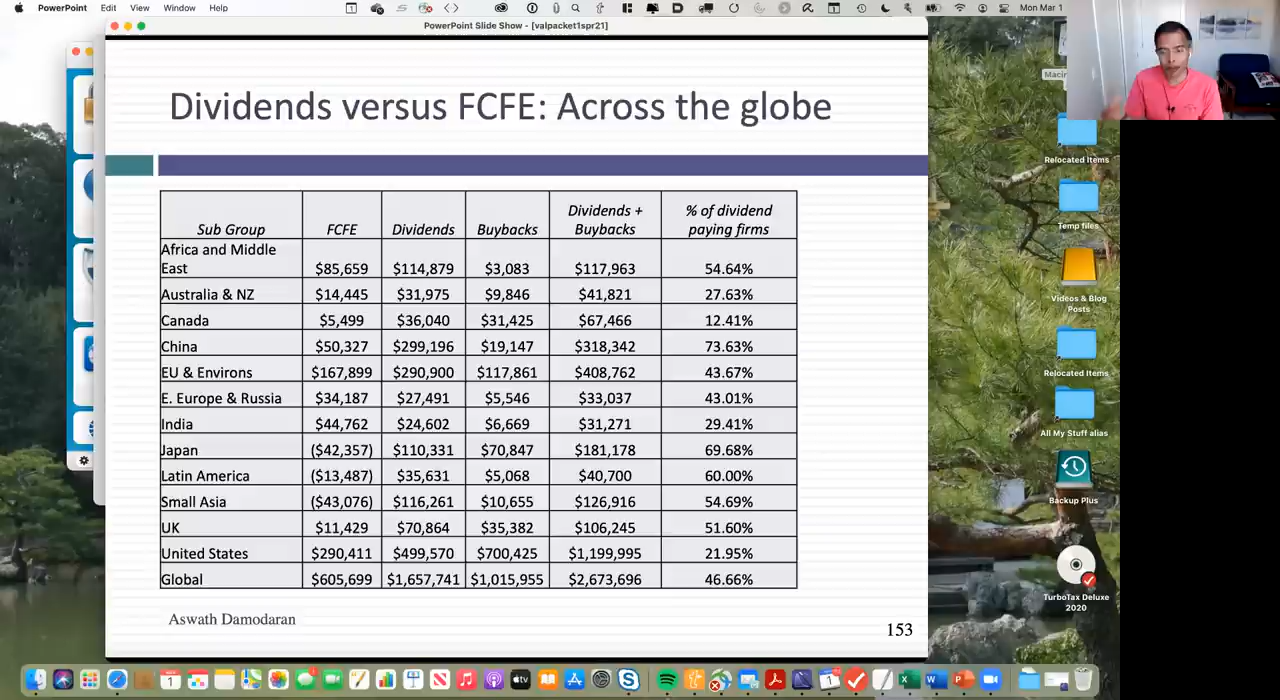 PowerPoint Edit View Window Help Mon Mar 1
PowerPoint Slide Show - [valpacket1spr21]
Dividends versus FCFE: Across the globe
Sub Group FCFE Dividends Buybacks Dividends + Buybacks % of dividend paying firms
Africa and Middle East $85,659 $114,879 $3,083 $117,963 54.64%
Australia & NZ $14,445 $31,975 $9,846 $41,821 27.63%
Canada $5,499 $36,040 $31,425 $67,466 12.41%
China $50,327 $299,196 $19,147 $318,342 73.63%
EU & Environs $167,899 $290,900 $117,861 $408,762 43.67%
E. Europe & Russia $34,187 $27,491 $5,546 $33,037 43.01%
India $44,762 $24,602 $6,669 $31,271 29.41%
Japan ($42,357) $110,331 $70,847 $181,178 69.68%
Latin America ($13,487) $35,631 $5,068 $40,700 60.00%
Small Asia ($43,076) $116,261 $10,655 $126,916 54.69%
UK $11,429 $70,864 $35,382 $106,245 51.60%
United States $290,411 $499,570 $700,425 $1,199,995 21.95%
Global $605,699 $1,657,741 $1,015,955 $2,673,696 46.66%
Aswath Damodaran
153
Macin
Relocated Items
Temp files
Videos & Blog
Posts
Relocated Items
All My Stuff alias
Backup Plus
TurboTax Deluxe
2020